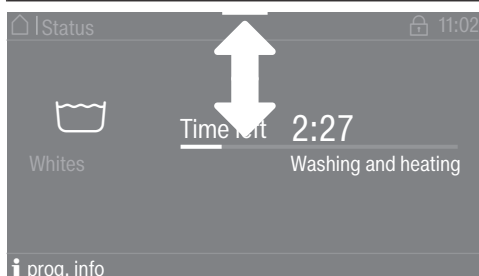 Status 11:02
Time left 2:27
Whites Washing and heating
i prog. info